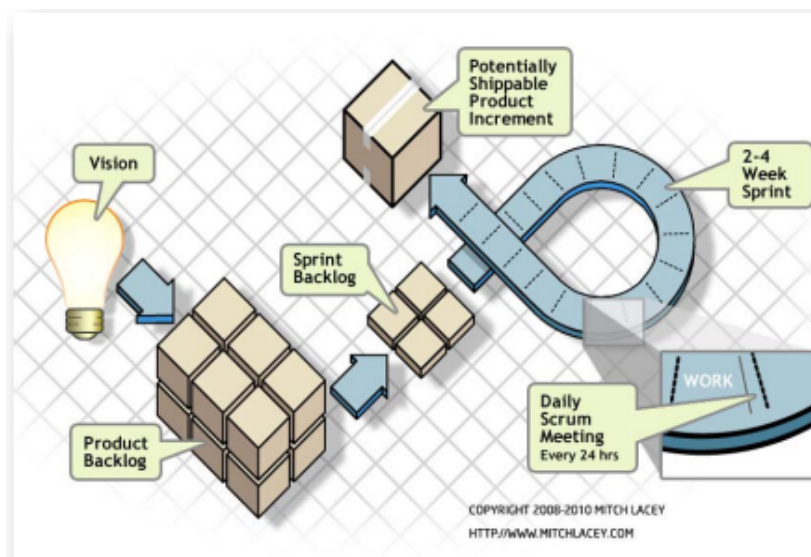 Vision
Potentially
Shippable
Product
Increment
2-4
Week
Sprint
Sprint
Backlog
Product
Backlog
WORK
Daily
Scrum
Meeting
Every 24 hrs
COPYRIGHT 2008-2010 MITCH LACEY
HTTP://WWW.MITCHLACEY.COM